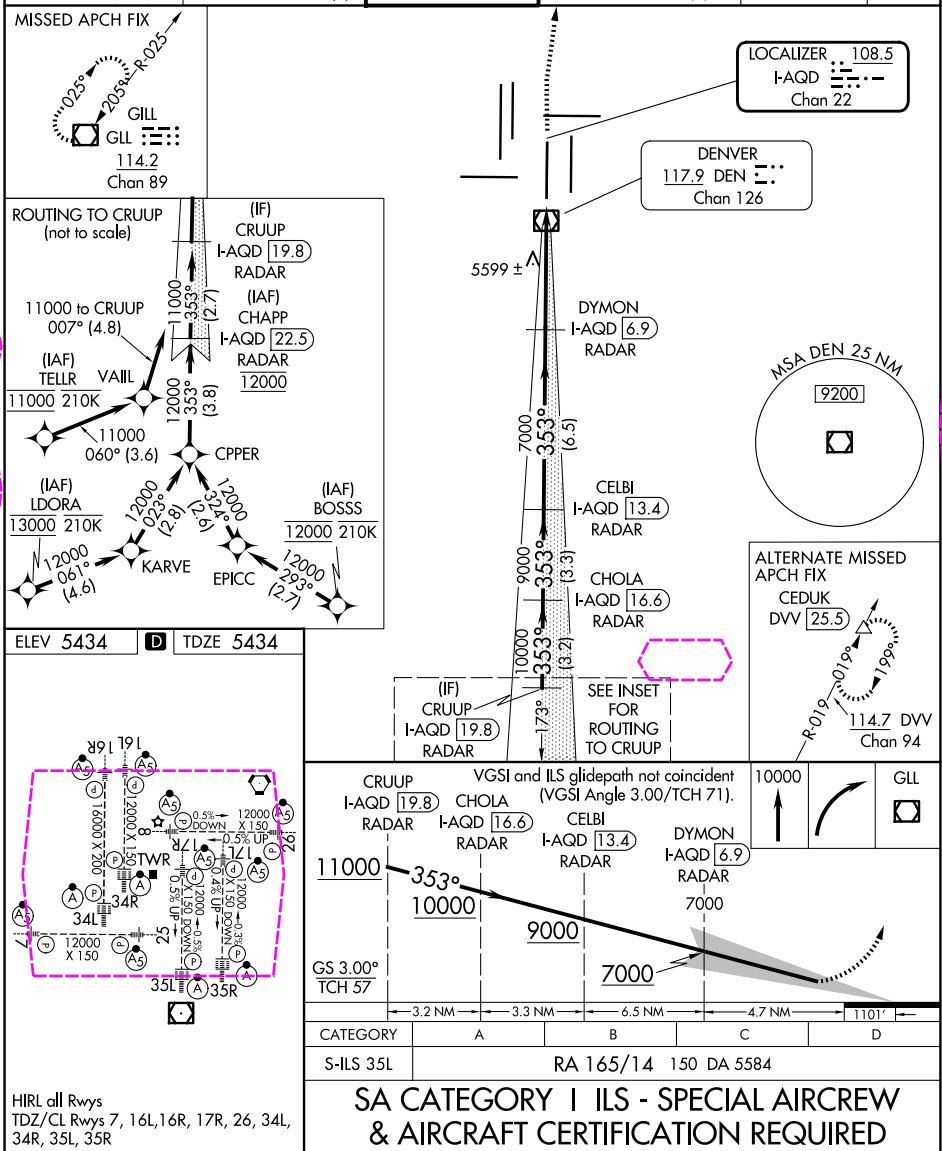 MISSED APCH FIX
R-025
025°
205°
GILL
GLL
114.2
Chan 89
LOCALIZER 108.5
I-AQD
Chan 22
DENVER
117.9 DEN
Chan 126
5599 ±
ROUTING TO CRUUP
(not to scale)
(IF)
CRUUP
I-AQD 19.8
RADAR
11000
353°
(2.7)
(IAF)
CHAPP
I-AQD 22.5
RADAR
12000
11000 to CRUUP
007° (4.8)
(IAF)
TELLR
11000 210K
VAIIL
11000
060° (3.6)
12000
353°
(3.8)
CPPER
(IAF)
LDORA
13000 210K
12000
061°
(4.6)
12000
023°
(2.8)
KARVE
12000
324°
(2.6)
EPICC
(IAF)
BOSSS
12000 210K
12000
293°
(2.7)
DYMON
I-AQD 6.9
RADAR
7000
353°
(6.5)
CELBI
I-AQD 13.4
RADAR
9000
353°
(3.3)
CHOLA
I-AQD 16.6
RADAR
10000
353°
(3.2)
(IF)
CRUUP
I-AQD 19.8
RADAR
173°
SEE INSET
FOR
ROUTING
TO CRUUP
MSA DEN 25 NM
9200
ALTERNATE MISSED
APCH FIX
CEDUK
DVV 25.5
019°
199°
R-019
114.7 DVV
Chan 94
ELEV 5434 D TDZE 5434
16R
16L
A5
A5
P
P
16000 X 200
12000 X 150
A5
0.5%
DOWN
12000
X 150
A5
8
P
0.5% UP
P
26
17R
A5
17L
A5
P
P
TWR
A
A
P
P
34L
34R
0.5% UP
12000
X 150 DOWN
0.5%
0.4% UP
12000
X 150 DOWN
0.3%
A5
7
P
12000
X 150
P
A5
25
P
P
35L
A
35R
A
HIRL all Rwys
TDZ/CL Rwys 7, 16L,16R, 17R, 26, 34L,
34R, 35L, 35R
VGSI and ILS glidepath not coincident
(VGSI Angle 3.00/TCH 71).
CRUUP
I-AQD 19.8
RADAR
CHOLA
I-AQD 16.6
RADAR
CELBI
I-AQD 13.4
RADAR
DYMON
I-AQD 6.9
RADAR
7000
10000
GLL
11000
353°
10000
9000
7000
GS 3.00°
TCH 57
3.2 NM
3.3 NM
6.5 NM
4.7 NM
1101'
CATEGORY A B C D
S-ILS 35L RA 165/14 150 DA 5584
SA CATEGORY I ILS - SPECIAL AIRCREW
& AIRCRAFT CERTIFICATION REQUIRED